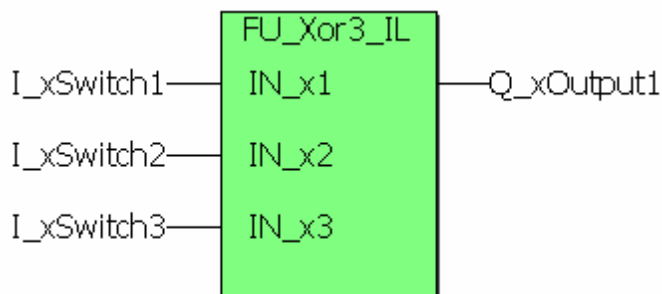 FU_Xor3_IL
I_xSwitch1 IN_x1 Q_xOutput1
I_xSwitch2 IN_x2
I_xSwitch3 IN_x3